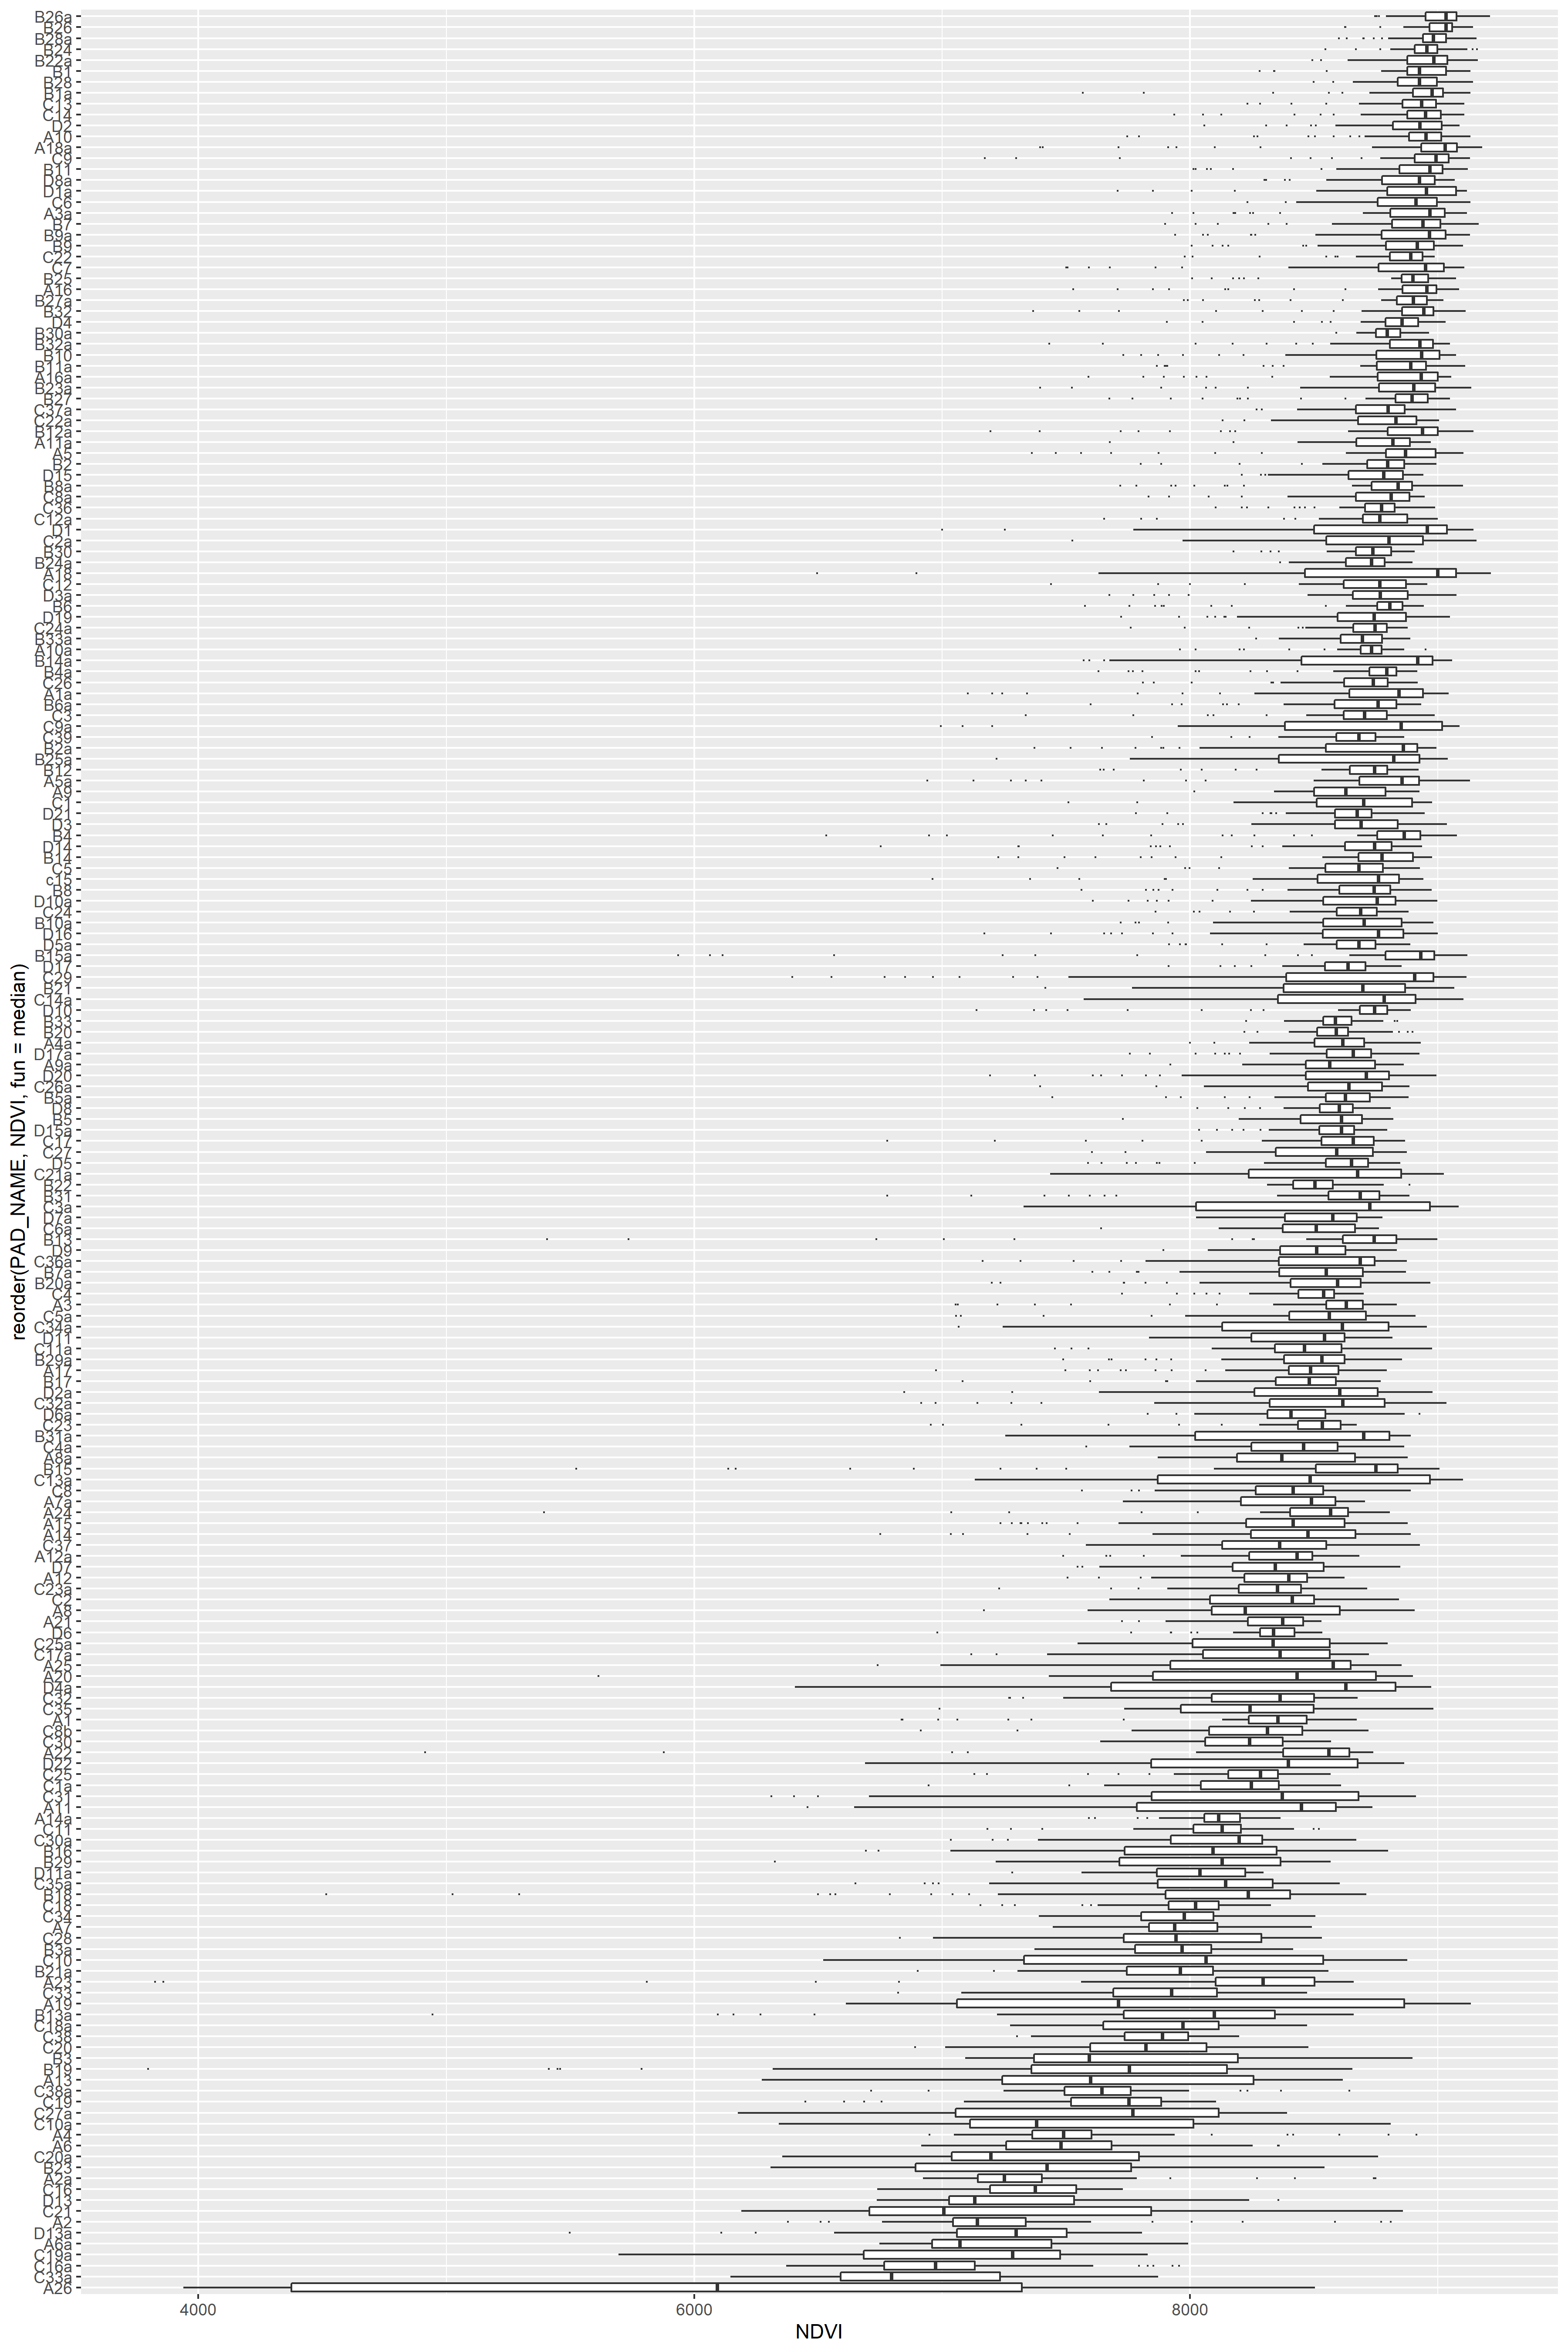 B26a
B26
B28a
B24
B22a
B1
B28
B1a
C13
C14
D2
A10
A18a
C9
B11
D8a
D1a
C6
A3a
B7
B9a
B9
C22
C7
B25
A16
B27a
B32
D4
B30a
B32a
B10
B11a
A16a
B23a
B27
C37a
C22a
B12a
A11a
A5
B2
D15
B8a
C8a
C36
C12a
D1
C2a
B30
B24a
A18
C12
D3a
B6
D19
C24a
B33a
A10a
B14a
B4a
C26
A1a
B6a
C3
C9a
C39
B2a
B25a
B12
A5a
A9
C1
D21
D3
B4
D14
B14
C5
c15
B8
D10a
C24
B10a
D16
D5a
B15a
D17
C29
B21
C14a
D10
B33
B20
A4a
D17a
A9a
D20
C26a
B5a
D8
B5
D15a
C17
C27
D5
C21a
B22
B31
C3a
D7a
C6a
B13
D9
C36a
B7a
B20a
C4
A3
C5a
C34a
D11
C11a
B29a
A17
B17
D2a
C32a
D6a
C23
B31a
C4a
A8a
B15
C13a
C8
A7a
A24
A15
A14
C37
A12a
D7
A12
C23a
C2
A8
A21
D6
C25a
C17a
A25
A20
D4a
C32
C35
A1
C8b
C30
A22
D22
C25
C1a
C31
A11
A14a
C11
C30a
B16
B29
D11a
C35a
B18
C18
C34
A7
C28
B3a
C10
B21a
A23
C33
A19
B13a
C18a
C38
C20
B3
B19
A13
C38a
C19
C27a
C10a
A4
A6
C20a
B23
A2a
C16
D13
C21
A2
D13a
A6a
C19a
C16a
C33a
A26
reorder(PAD_NAME, NDVI, fun = median)
4000
6000
8000
NDVI